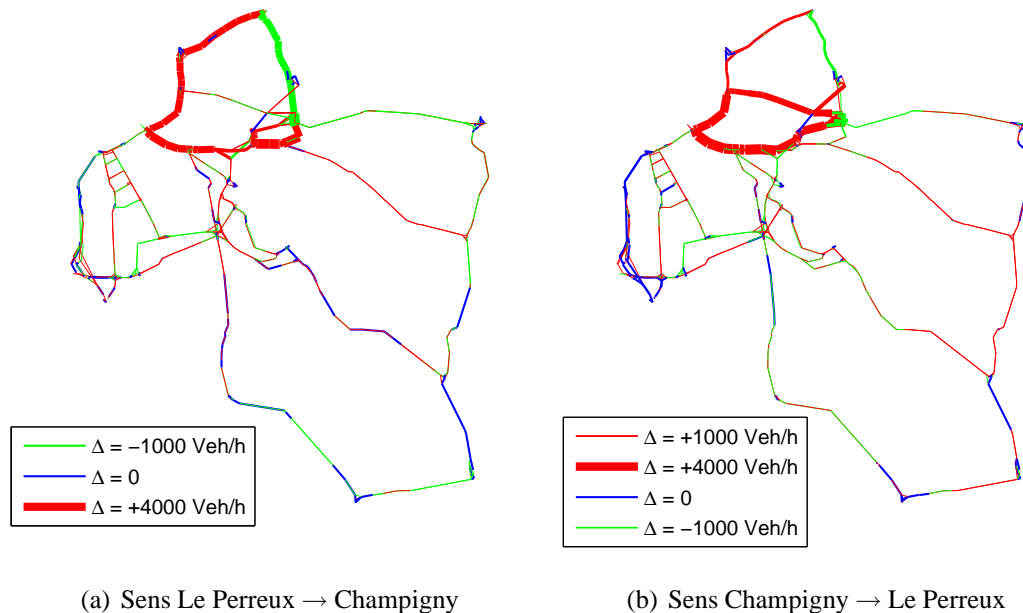 Δ = −1000 Veh/h
Δ = 0
Δ = +4000 Veh/h
Δ = +1000 Veh/h
Δ = +4000 Veh/h
Δ = 0
Δ = −1000 Veh/h
(a) Sens Le Perreux → Champigny
(b) Sens Champigny → Le Perreux